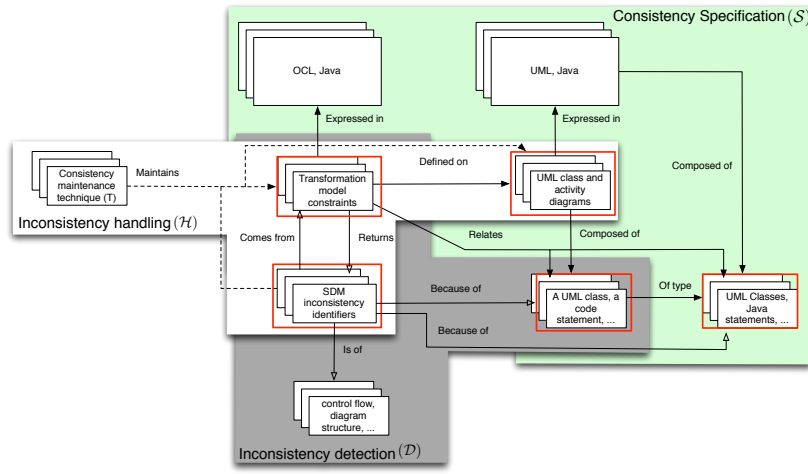 Consistency Specification (S)
OCL, Java
UML, Java
Expressed in
Expressed in
Consistency
maintenance
technique (T)
Maintains
Transformation
model
constraints
Defined on
UML class and
activity
diagrams
Composed of
Inconsistency handling (H)
Comes from
Returns
Relates
Composed of
SDM
inconsistency
identifiers
Because of
Because of
A UML class, a
code
statement, ...
Of type
UML Classes,
Java
statements, ...
Is of
control flow,
diagram
structure, ...
Inconsistency detection (D)